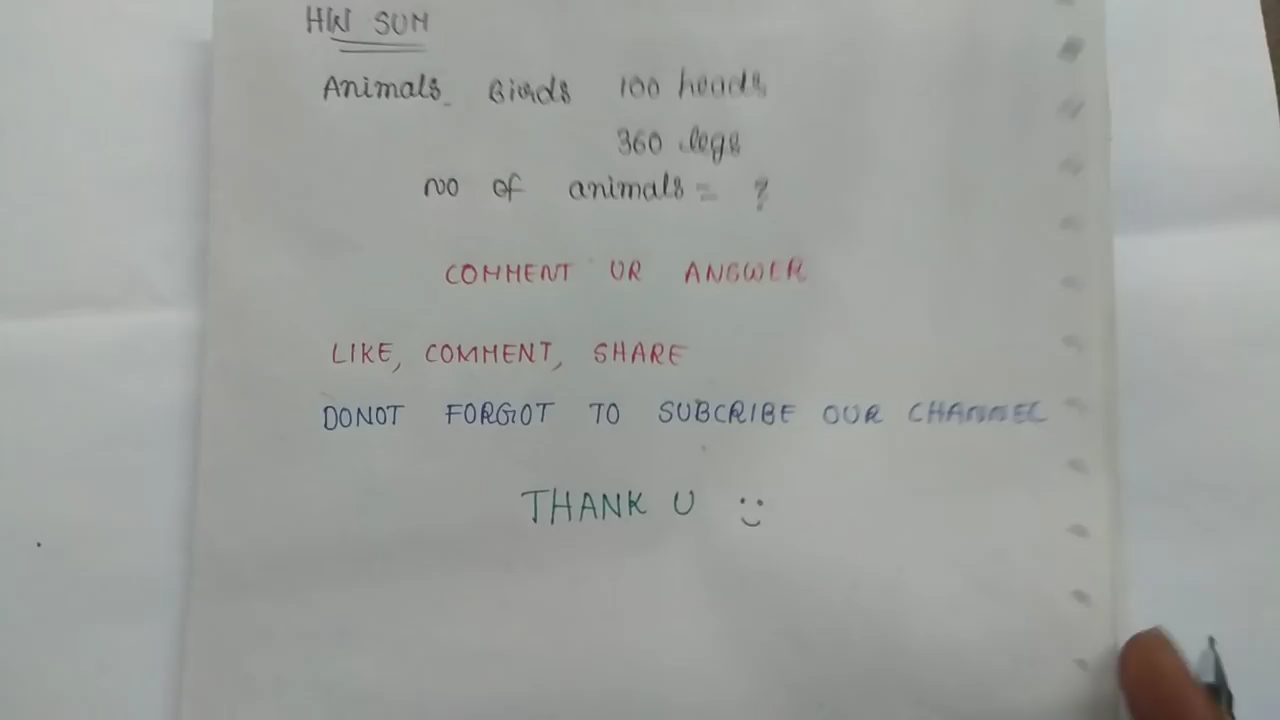 HW SUM
Animals Birds 100 heads
360 legs
no of animals = ?
COMMENT UR ANSWER
LIKE, COMMENT, SHARE
DONOT FORGOT TO SUBCRIBE OUR CHANNEL
THANK U